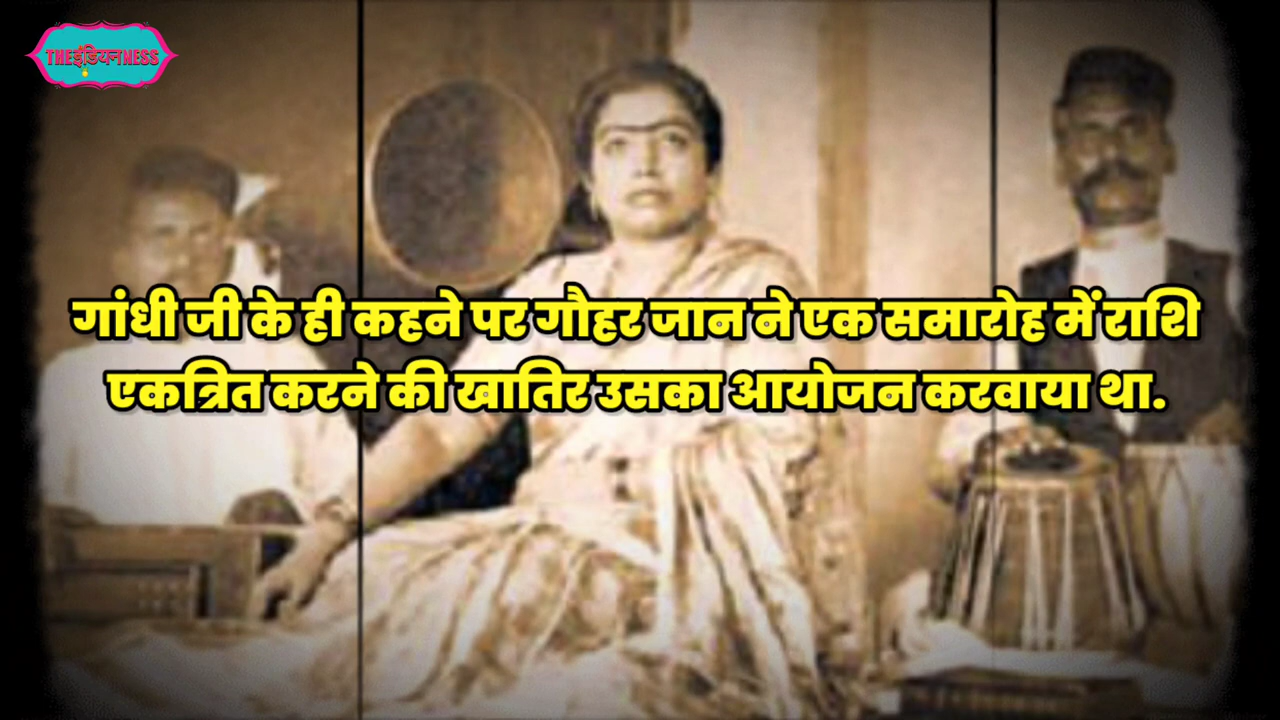 THEइंडियनNESS
गांधी जी के ही कहने पर गौहर जान ने एक समारोह में राशि
एकत्रित करने की खातिर उसका आयोजन करवाया था.